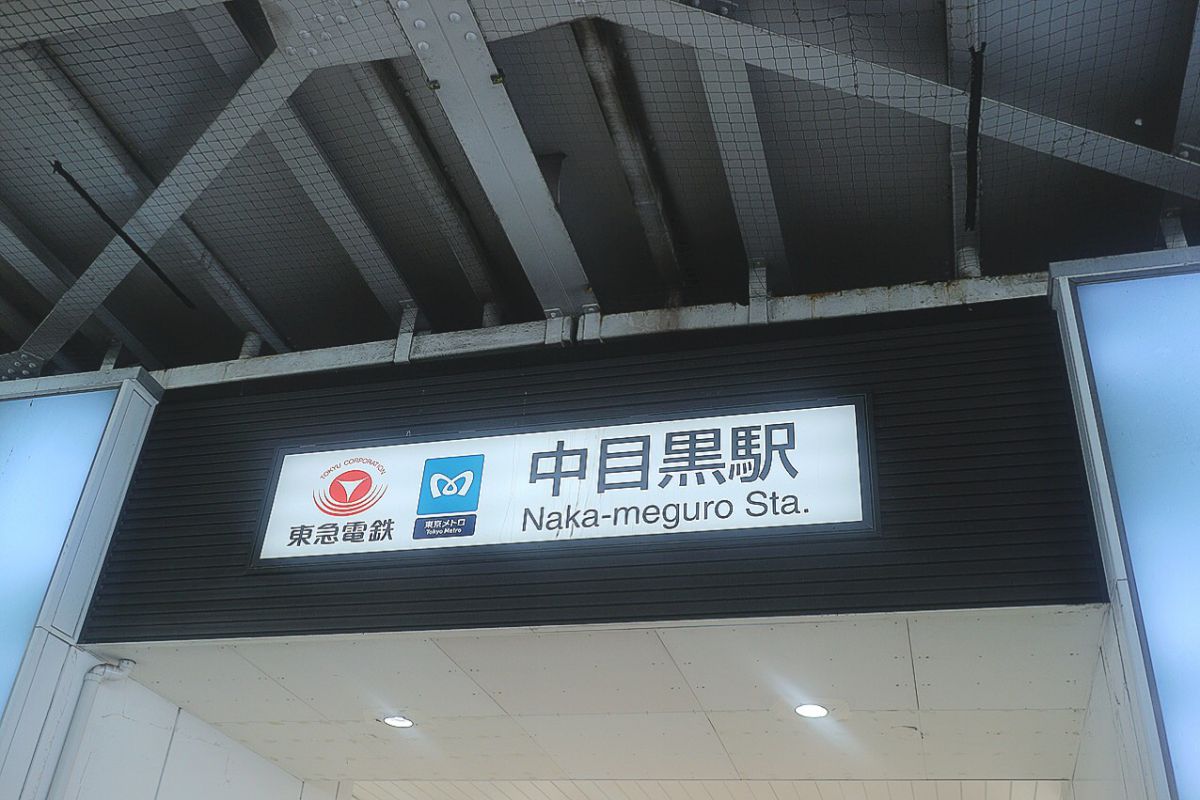 TOKYU CORPORATION
東急電鉄
東京メトロ
Tokyo Metro
中目黒駅
Naka-meguro Sta.